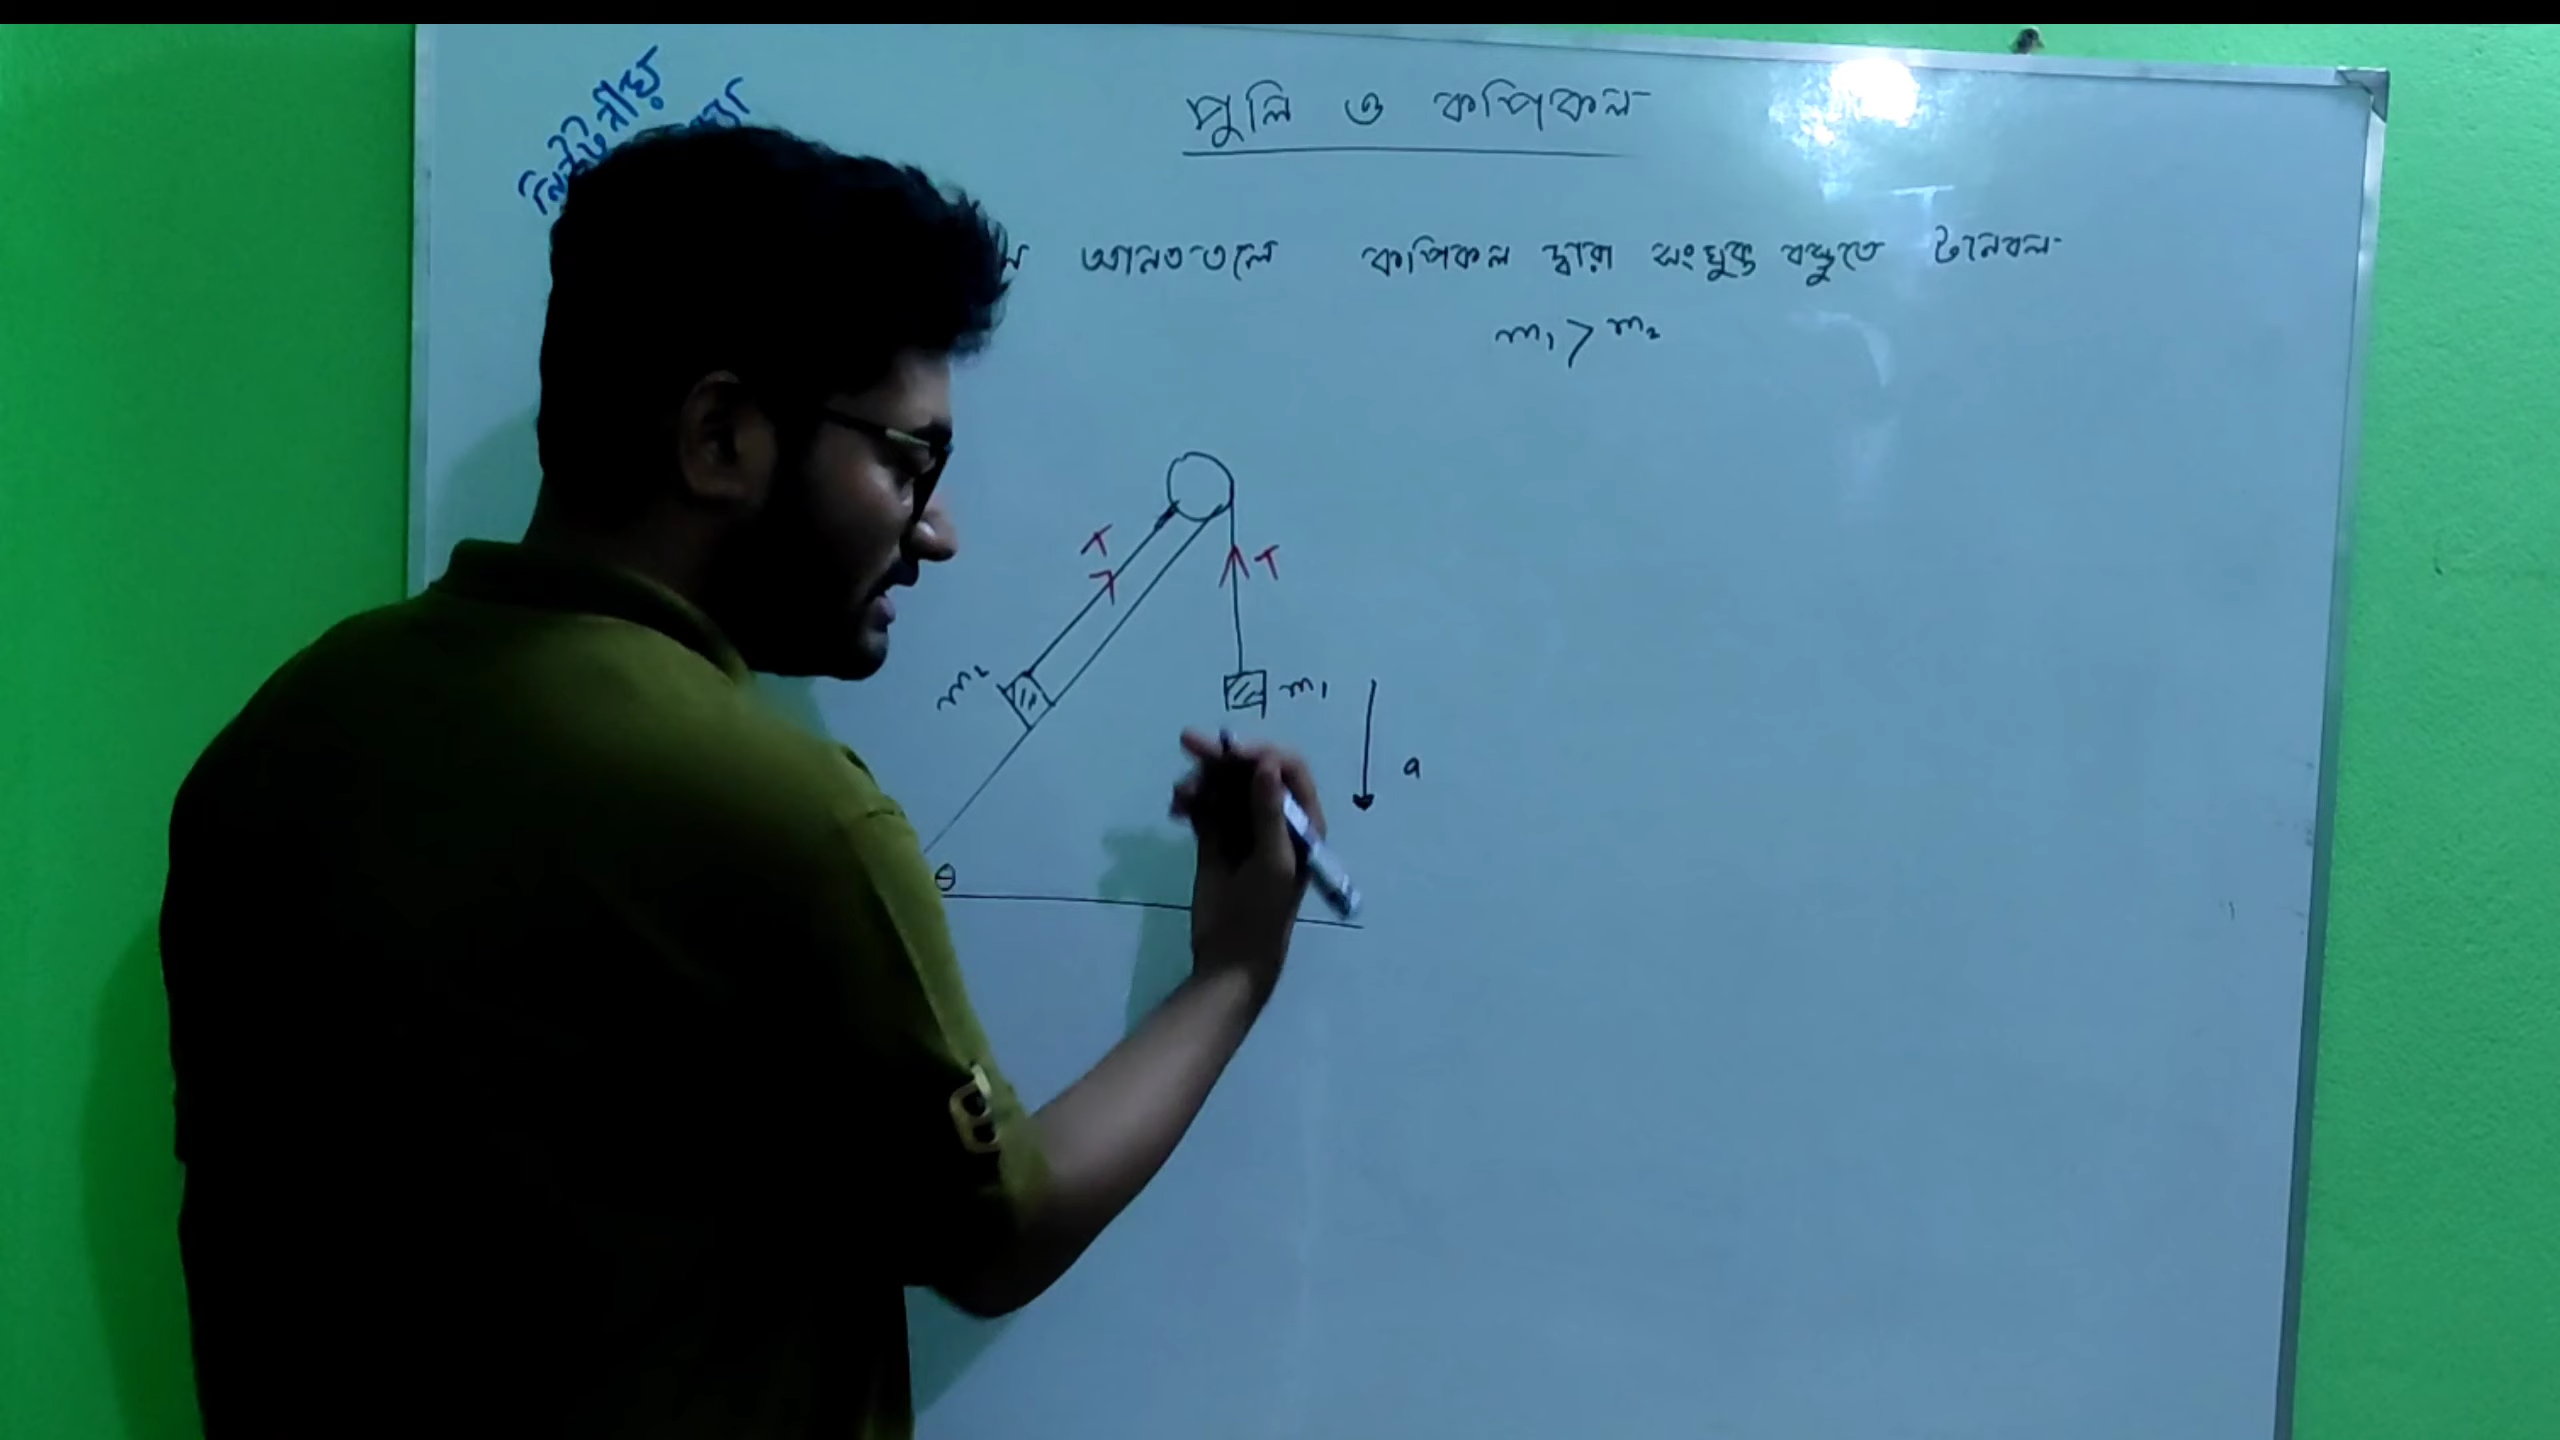 পুলি ও কপিকল
আনত তলে কপিকল দ্বারা সংযুক্ত বস্তুতে টানবল
m₁ > m₂
T
T
m₂
m₁
a
θ